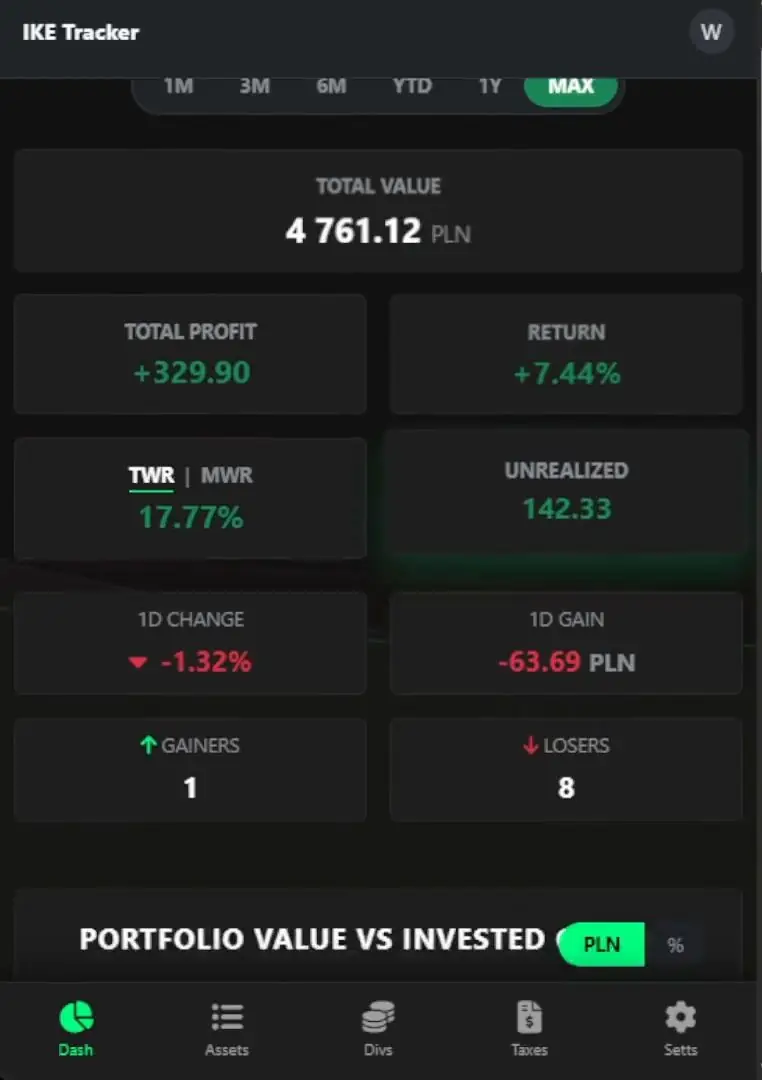 IKE Tracker
W
1M 3M 6M YTD 1Y MAX
TOTAL VALUE
4 761.12 PLN
TOTAL PROFIT
+329.90
RETURN
+7.44%
TWR | MWR
17.77%
UNREALIZED
142.33
1D CHANGE
-1.32%
1D GAIN
-63.69 PLN
GAINERS
1
LOSERS
8
PORTFOLIO VALUE VS INVESTED
PLN %
Dash Assets Divs Taxes Setts